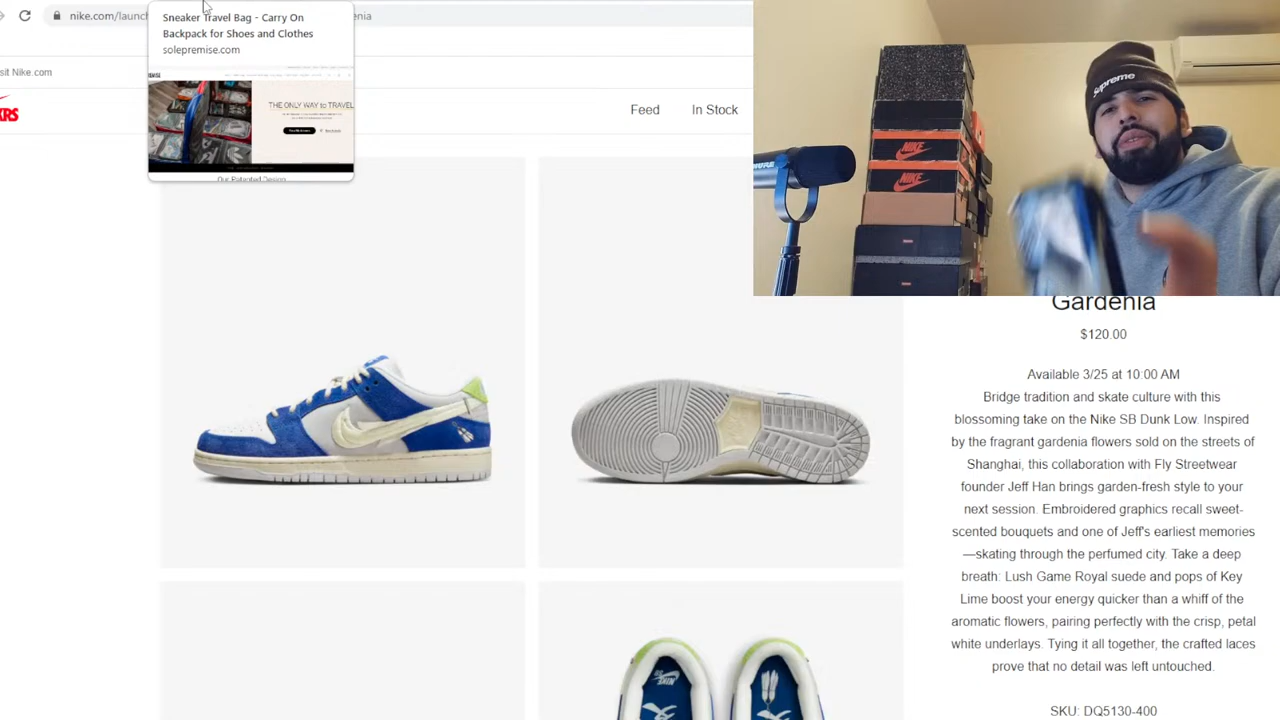 nike.com/launch
enia
Sneaker Travel Bag - Carry On
Backpack for Shoes and Clothes
solepremise.com
THE ONLY WAY to TRAVEL
Our Patented Design
sit Nike.com
KRS
Feed
In Stock
Supreme
NIKE
NIKE
Gardenia
$120.00
Available 3/25 at 10:00 AM
Bridge tradition and skate culture with this
blossoming take on the Nike SB Dunk Low. Inspired
by the fragrant gardenia flowers sold on the streets of
Shanghai, this collaboration with Fly Streetwear
founder Jeff Han brings garden-fresh style to your
next session. Embroidered graphics recall sweet-
scented bouquets and one of Jeff's earliest memories
—skating through the perfumed city. Take a deep
breath: Lush Game Royal suede and pops of Key
Lime boost your energy quicker than a whiff of the
aromatic flowers, pairing perfectly with the crisp, petal
white underlays. Tying it all together, the crafted laces
prove that no detail was left untouched.
SKU: DQ5130-400
NIKE